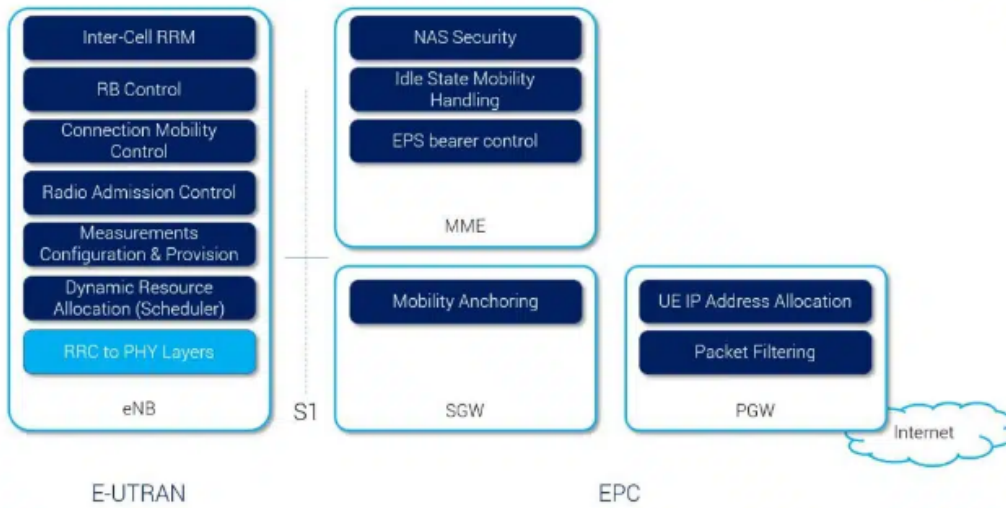 Inter-Cell RRM
RB Control
Connection Mobility
Control
Radio Admission Control
Measurements
Configuration & Provision
Dynamic Resource
Allocation (Scheduler)
RRC to PHY Layers
eNB
S1
NAS Security
Idle State Mobility
Handling
EPS bearer control
MME
Mobility Anchoring
SGW
UE IP Address Allocation
Packet Filtering
PGW
Internet
E-UTRAN
EPC